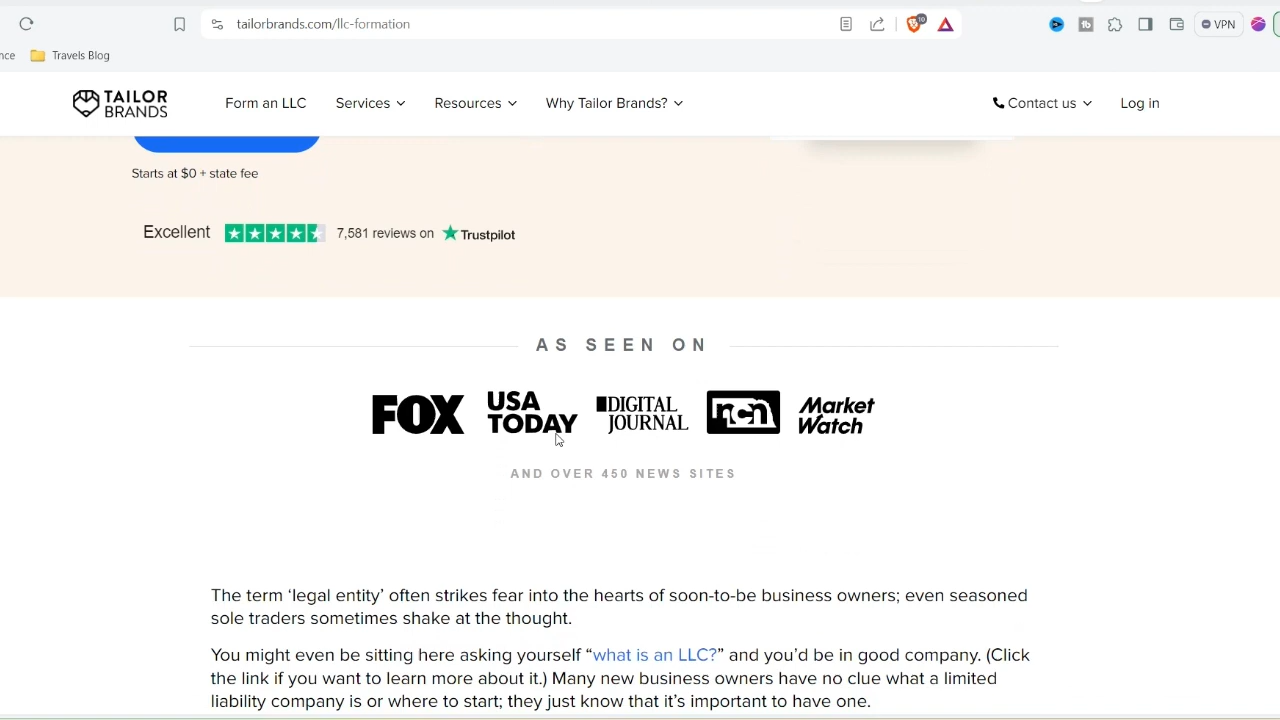 tailorbrands.com/llc-formation
10
VPN
nce
Travels Blog
TAILOR
BRANDS
Form an LLC
Services
Resources
Why Tailor Brands?
Contact us
Log in
Starts at $0 + state fee
Excellent
7,581 reviews on
Trustpilot
AS SEEN ON
FOX
USA
TODAY
DIGITAL
JOURNAL
ncn
Market
Watch
AND OVER 450 NEWS SITES
The term ‘legal entity’ often strikes fear into the hearts of soon-to-be business owners; even seasoned
sole traders sometimes shake at the thought.
You might even be sitting here asking yourself “what is an LLC?” and you’d be in good company. (Click
the link if you want to learn more about it.) Many new business owners have no clue what a limited
liability company is or where to start; they just know that it’s important to have one.